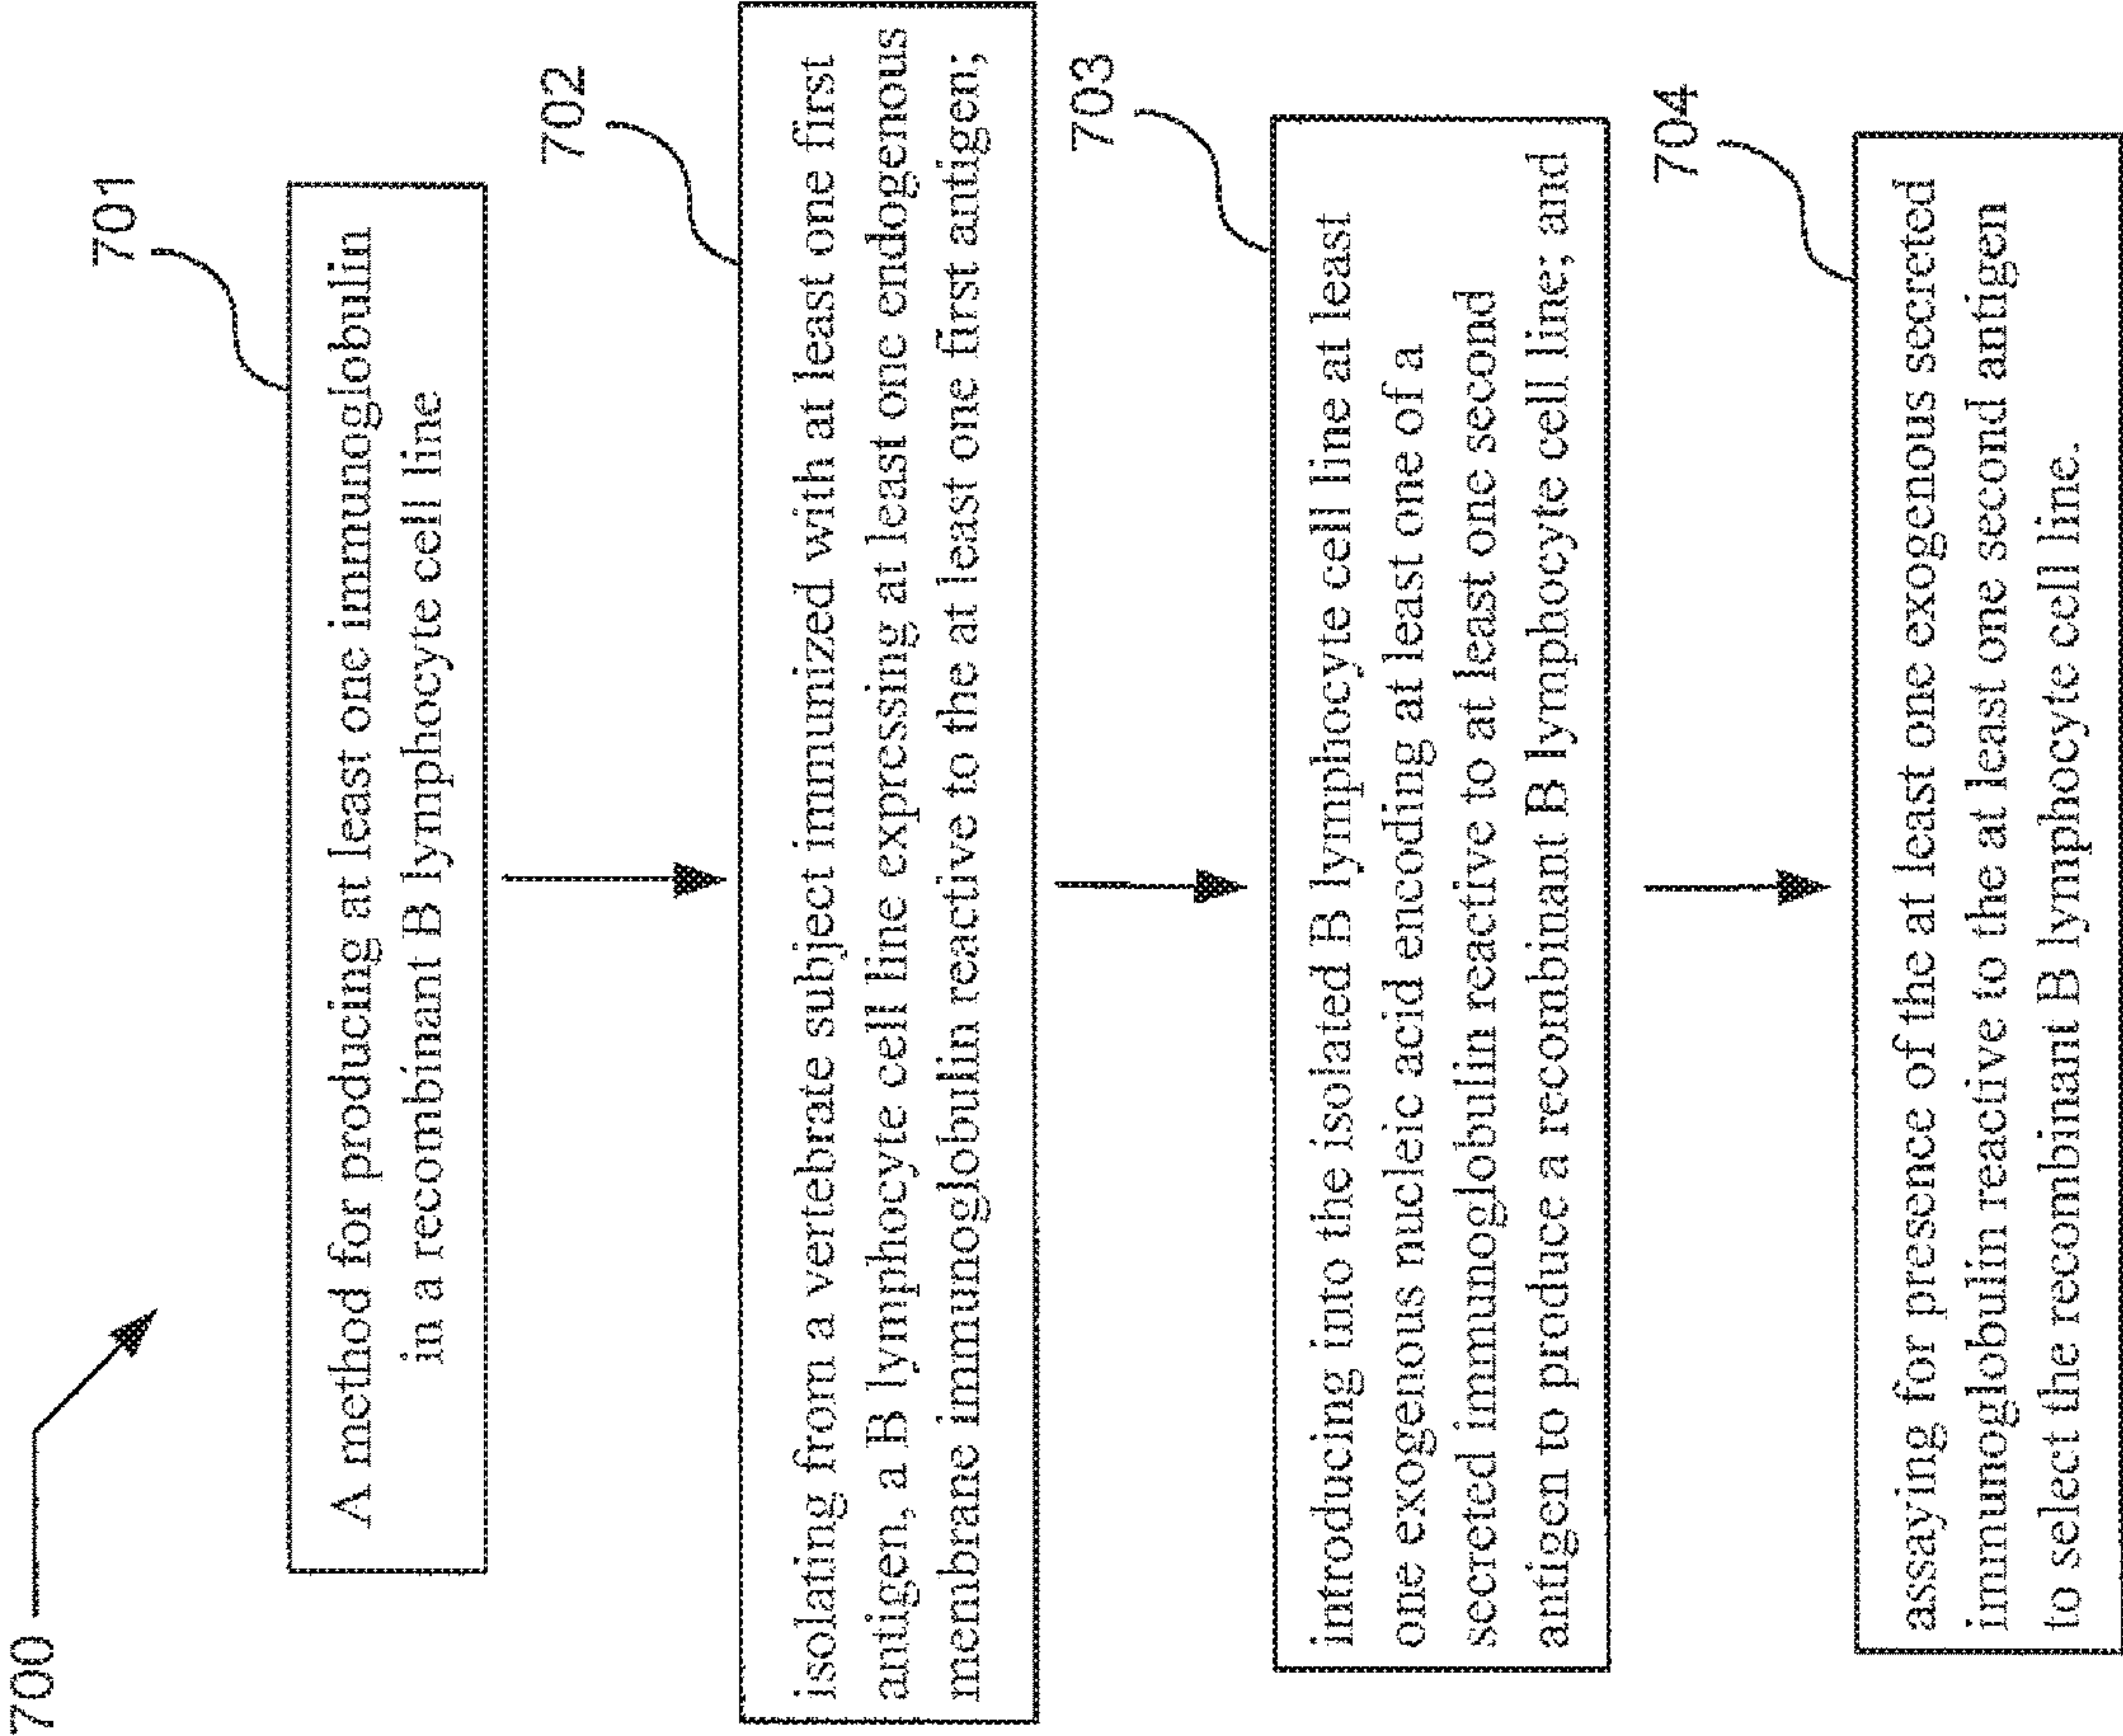 700
701
A method for producing at least one immunoglobulin
in a recombinant B lymphocyte cell line
702
isolating from a vertebrate subject immunized with at least one first
antigen, a B lymphocyte cell line expressing at least one endogenous
membrane immunoglobulin reactive to the at least one first antigen;
703
introducing into the isolated B lymphocyte cell line at least
one exogenous nucleic acid encoding at least one of a
secreted immunoglobulin reactive to at least one second
antigen to produce a recombinant B lymphocyte cell line; and
704
assaying for presence of the at least one exogenous secreted
immunoglobulin reactive to the at least one second antigen
to select the recombinant B lymphocyte cell line.